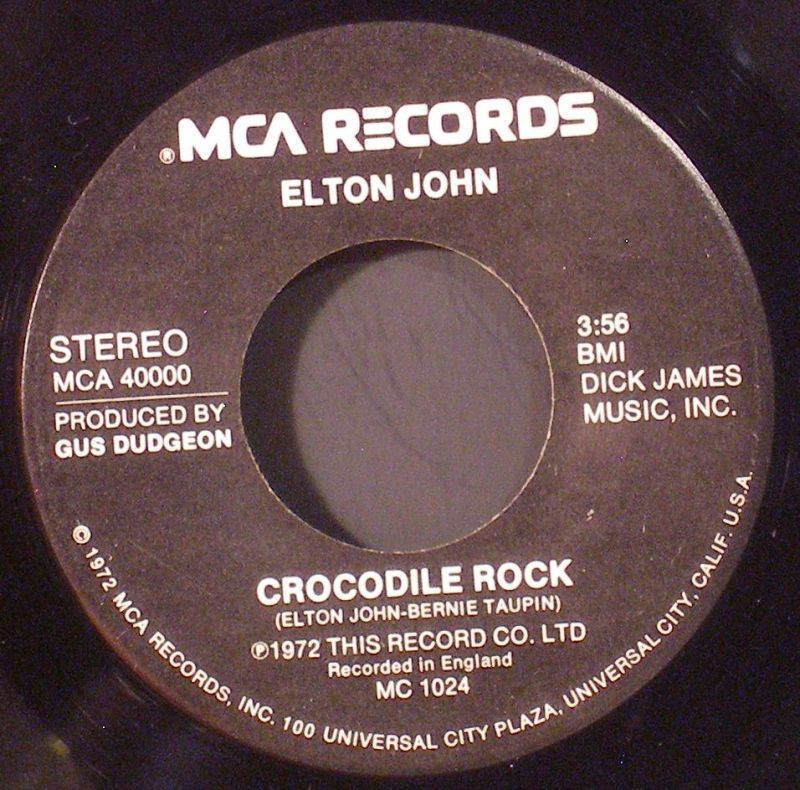 ® MCA RECORDS
ELTON JOHN
STEREO
MCA 40000
PRODUCED BY
GUS DUDGEON
3:56
BMI
DICK JAMES
MUSIC, INC.
CROCODILE ROCK
(ELTON JOHN-BERNIE TAUPIN)
℗1972 THIS RECORD CO. LTD
Recorded in England
MC 1024
© 1972 MCA RECORDS, INC. 100 UNIVERSAL CITY PLAZA, UNIVERSAL CITY, CALIF. U.S.A.